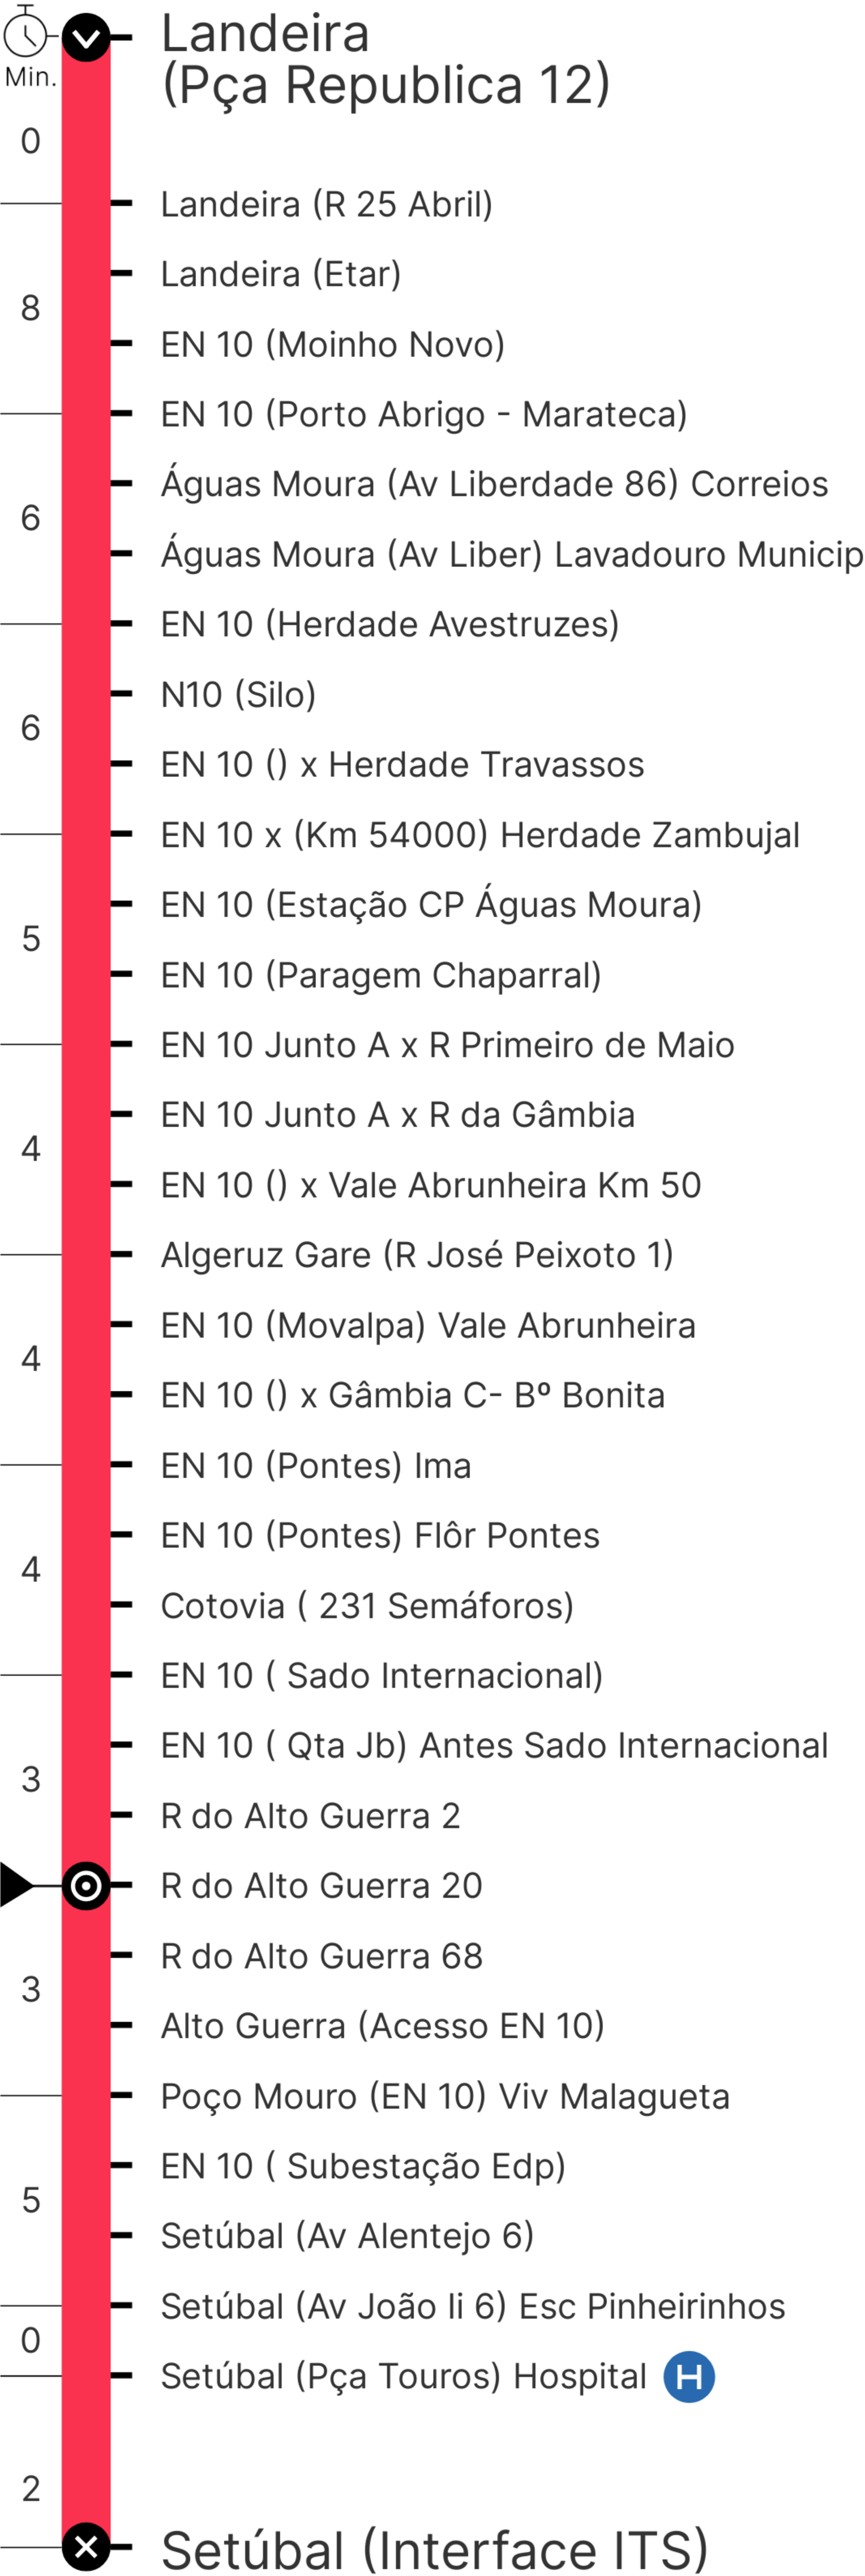 Landeira
(Pça Republica 12)
Min.
0
Landeira (R 25 Abril)
Landeira (Etar)
8
EN 10 (Moinho Novo)
EN 10 (Porto Abrigo - Marateca)
Águas Moura (Av Liberdade 86) Correios
6
Águas Moura (Av Liber) Lavadouro Municip
EN 10 (Herdade Avestruzes)
N10 (Silo)
6
EN 10 () x Herdade Travassos
EN 10 x (Km 54000) Herdade Zambujal
EN 10 (Estação CP Águas Moura)
5
EN 10 (Paragem Chaparral)
EN 10 Junto A x R Primeiro de Maio
EN 10 Junto A x R da Gâmbia
4
EN 10 () x Vale Abrunheira Km 50
Algeruz Gare (R José Peixoto 1)
EN 10 (Movalpa) Vale Abrunheira
4
EN 10 () x Gâmbia C- Bº Bonita
EN 10 (Pontes) Ima
EN 10 (Pontes) Flôr Pontes
4
Cotovia ( 231 Semáforos)
EN 10 ( Sado Internacional)
EN 10 ( Qta Jb) Antes Sado Internacional
3
R do Alto Guerra 2
R do Alto Guerra 20
R do Alto Guerra 68
3
Alto Guerra (Acesso EN 10)
Poço Mouro (EN 10) Viv Malagueta
EN 10 ( Subestação Edp)
5
Setúbal (Av Alentejo 6)
Setúbal (Av João Ii 6) Esc Pinheirinhos
0
Setúbal (Pça Touros) Hospital H
2
Setúbal (Interface ITS)